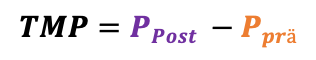 TMP = P_Post − P_prä